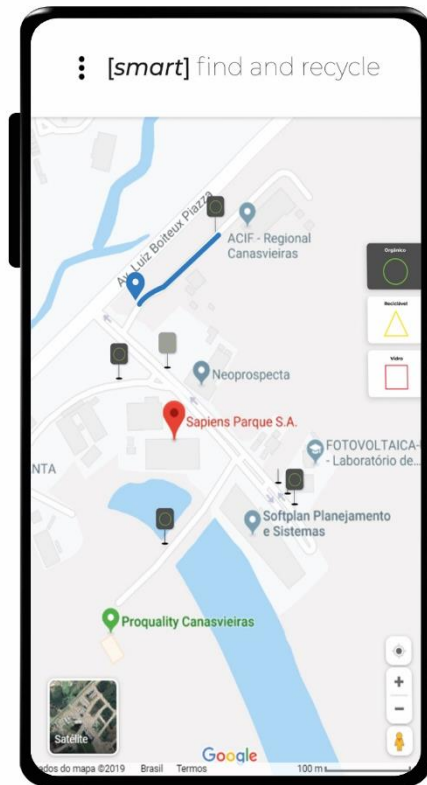 [smart] find and recycle
Av. Luiz Boiteux Piazza
ACIF - Regional
Canasvieiras
Orgânico
Reciclável
Vidro
Neoprospecta
Sapiens Parque S.A.
FOTOVOLTAICA-
- Laboratório de...
NTA
Softplan Planejamento
e Sistemas
Proquality Canasvieiras
Satélite
Google
ados do mapa ©2019 Brasil Termos 100 m